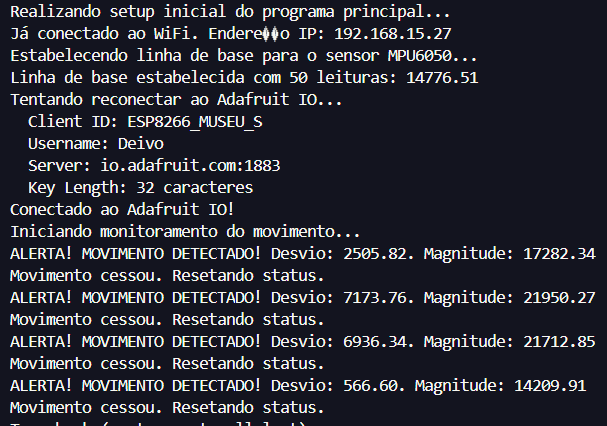 Realizando setup inicial do programa principal...
Já conectado ao WiFi. Endere��o IP: 192.168.15.27
Estabelecendo linha de base para o sensor MPU6050...
Linha de base estabelecida com 50 leituras: 14776.51
Tentando reconectar ao Adafruit IO...
Client ID: ESP8266_MUSEU_S
Username: Deivo
Server: io.adafruit.com:1883
Key Length: 32 caracteres
Conectado ao Adafruit IO!
Iniciando monitoramento do movimento...
ALERTA! MOVIMENTO DETECTADO! Desvio: 2505.82. Magnitude: 17282.34
Movimento cessou. Resetando status.
ALERTA! MOVIMENTO DETECTADO! Desvio: 7173.76. Magnitude: 21950.27
Movimento cessou. Resetando status.
ALERTA! MOVIMENTO DETECTADO! Desvio: 6936.34. Magnitude: 21712.85
Movimento cessou. Resetando status.
ALERTA! MOVIMENTO DETECTADO! Desvio: 566.60. Magnitude: 14209.91
Movimento cessou. Resetando status.